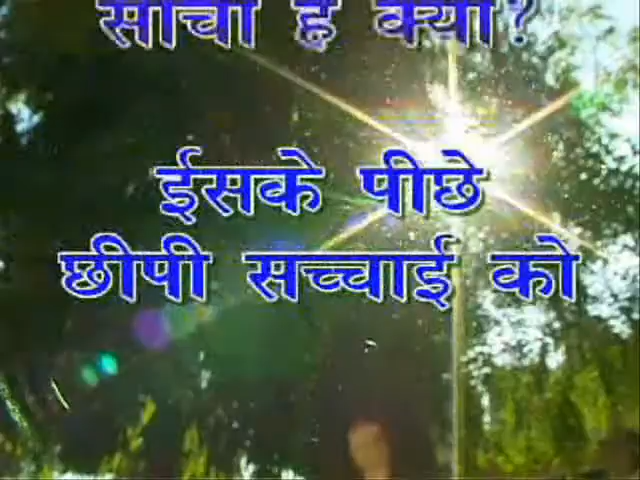 सोचा है क्या?
ईसके पीछे
छीपी सच्चाई को